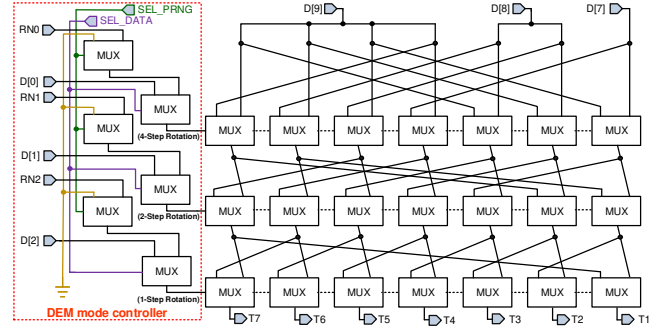 SEL_PRNG
D[9]
D[8]
D[7]
SEL_DATA
RN0
MUX
D[0]
RN1
MUX
(4-Step Rotation)
MUX
MUX MUX MUX MUX MUX MUX MUX
D[1]
RN2
MUX
(2-Step Rotation)
MUX
MUX MUX MUX MUX MUX MUX MUX
D[2]
MUX
(1-Step Rotation)
MUX MUX MUX MUX MUX MUX MUX
DEM mode controller
T7 T6 T5 T4 T3 T2 T1